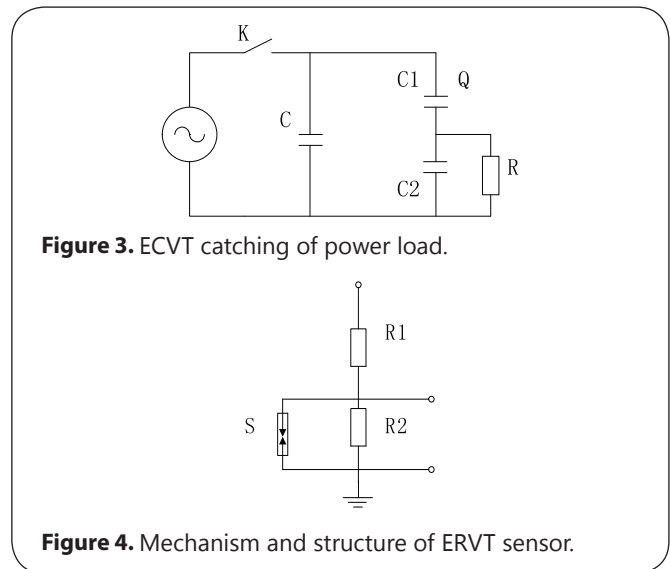 K
C1 Q
C
C2 R
Figure 3. ECVT catching of power load.
R1
S R2
Figure 4. Mechanism and structure of ERVT sensor.